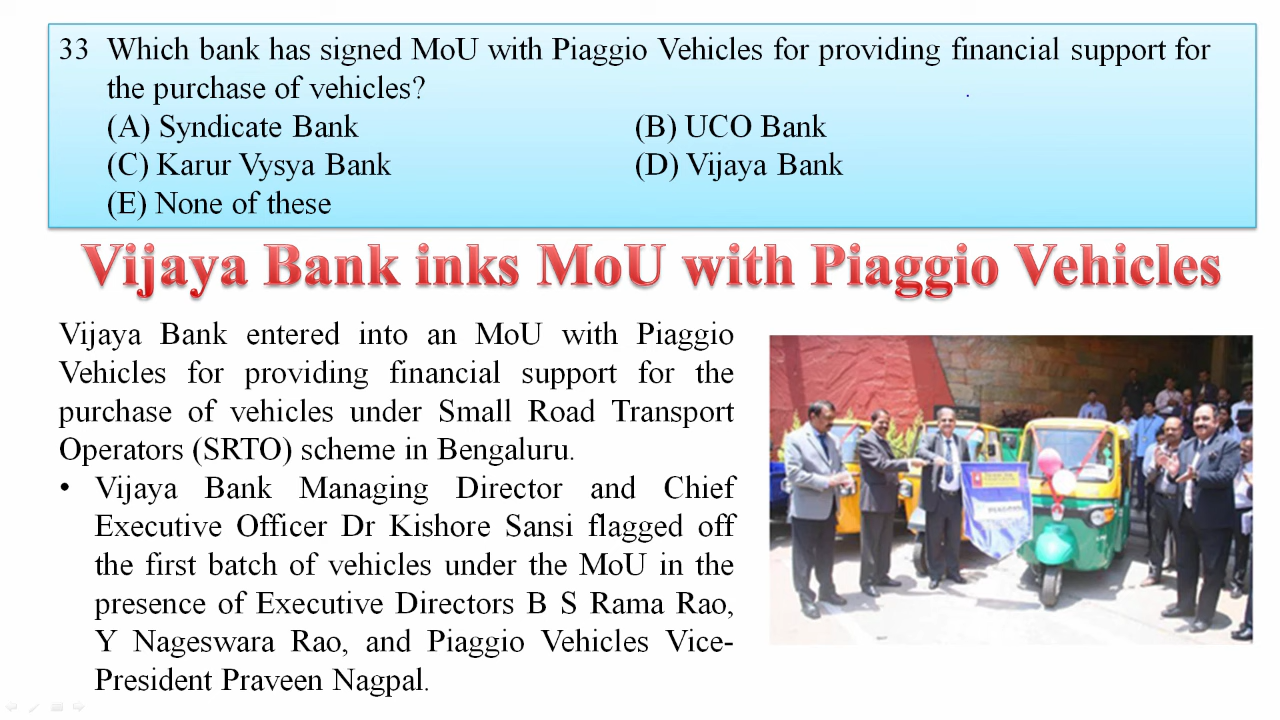 33 Which bank has signed MoU with Piaggio Vehicles for providing financial support for
the purchase of vehicles?
(A) Syndicate Bank (B) UCO Bank
(C) Karur Vysya Bank (D) Vijaya Bank
(E) None of these
Vijaya Bank inks MoU with Piaggio Vehicles
Vijaya Bank entered into an MoU with Piaggio
Vehicles for providing financial support for the
purchase of vehicles under Small Road Transport
Operators (SRTO) scheme in Bengaluru.
• Vijaya Bank Managing Director and Chief
Executive Officer Dr Kishore Sansi flagged off
the first batch of vehicles under the MoU in the
presence of Executive Directors B S Rama Rao,
Y Nageswara Rao, and Piaggio Vehicles Vice-
President Praveen Nagpal.
PIAGGIO